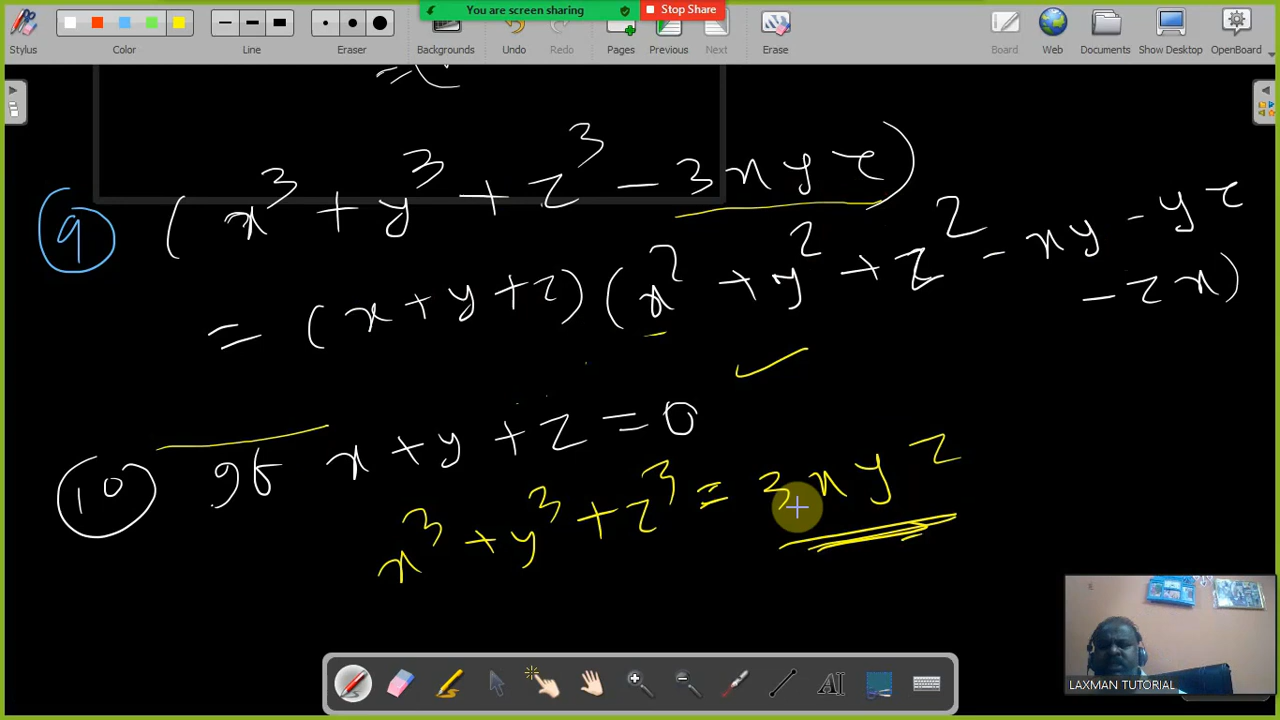 You are screen sharing
Stop Share
Stylus Color Line Eraser Backgrounds Undo Redo Pages Previous Next Erase Board Web Documents Show Desktop OpenBoard
= (
9 (x³ + y³ + z³ - 3xyz)
= (x + y + z) (x² + y² + z² - xy - yz
- zx)
10 If x + y + z = 0
x³ + y³ + z³ = 3xyz
LAXMAN TUTORIAL